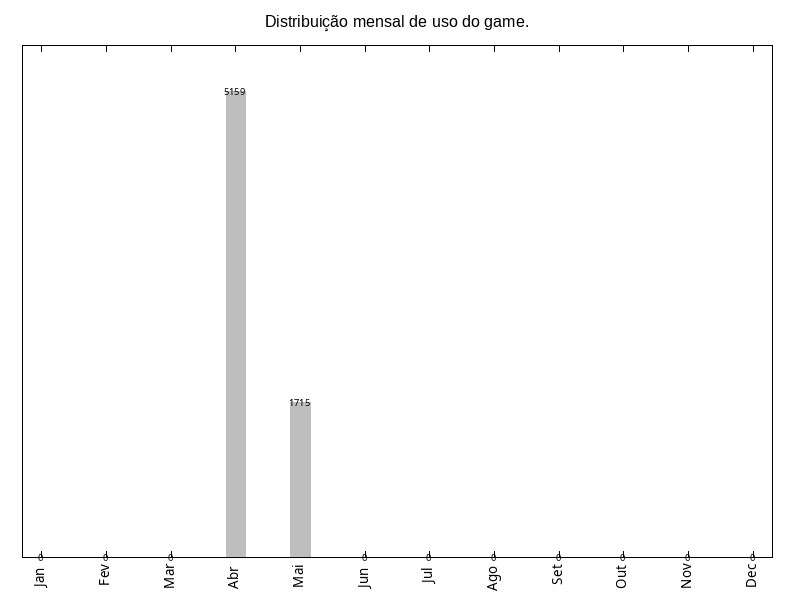 Distribuição mensal de uso do game.
5159
1715
0 0 0 0 0 0 0 0 0 0
Jan Fev Mar Abr Mai Jun Jul Ago Set Out Nov Dec